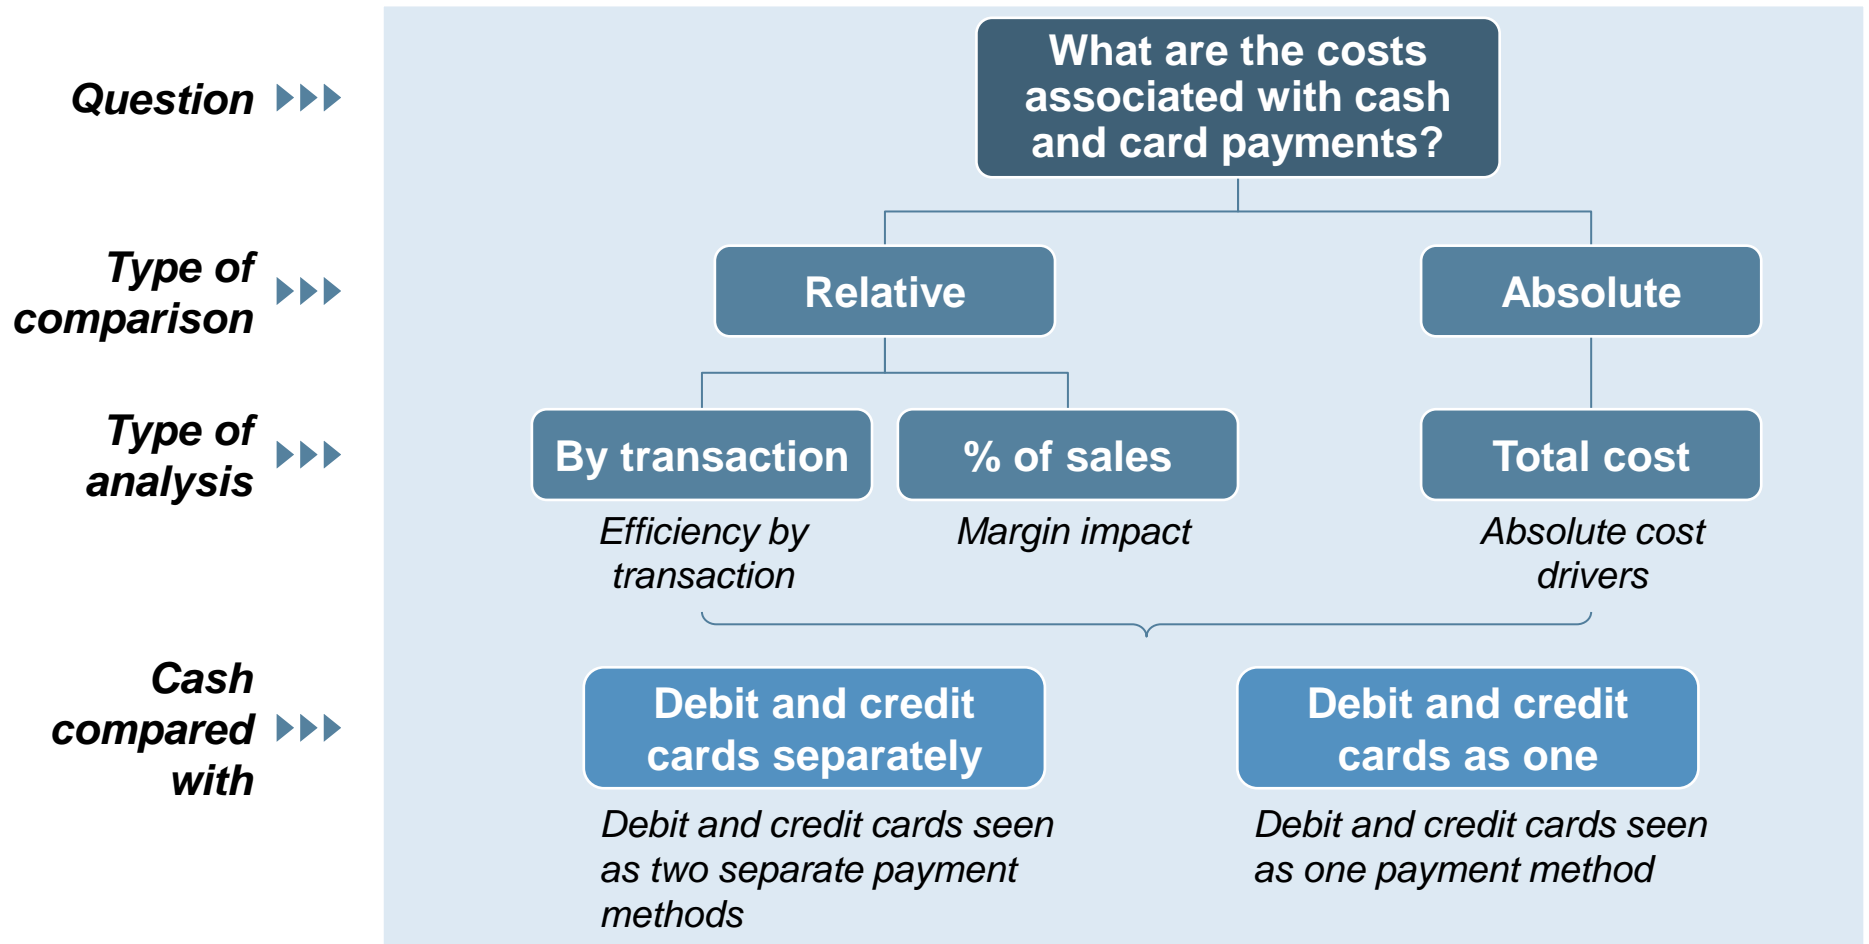 Question
What are the costs
associated with cash
and card payments?
Type of
comparison
Relative
Absolute
Type of
analysis
By transaction
% of sales
Total cost
Efficiency by
transaction
Margin impact
Absolute cost
drivers
Cash
compared
with
Debit and credit
cards separately
Debit and credit
cards as one
Debit and credit cards seen
as two separate payment
methods
Debit and credit cards seen
as one payment method